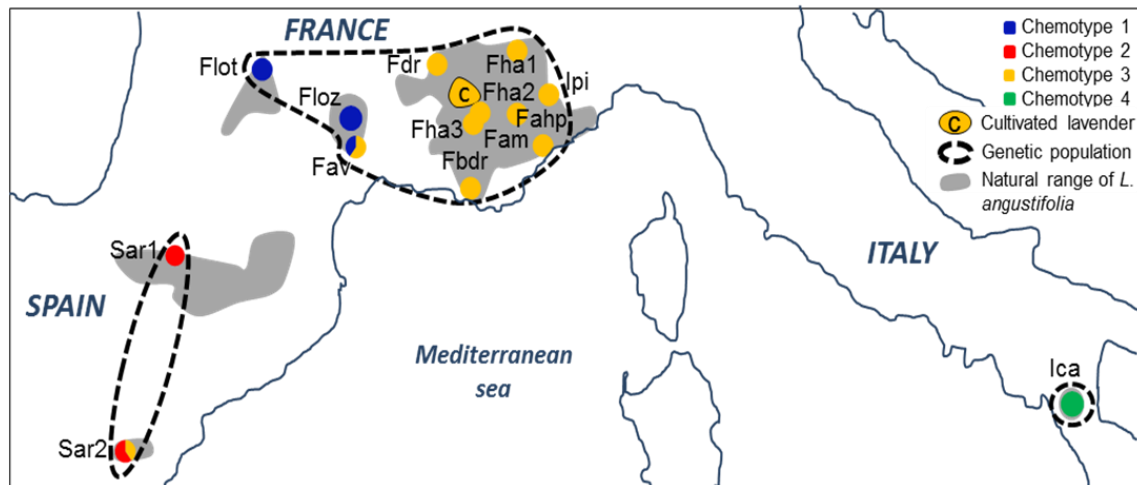 FRANCE
Chemotype 1
Chemotype 2
Chemotype 3
Chemotype 4
C Cultivated lavender
Genetic population
Natural range of L.
angustifolia
Flot
Fdr
Fha1
Floz
C
Fha2
Ipi
Fha3
Fahp
Fam
Fav
Fbdr
Sar1
ITALY
SPAIN
Mediterranean
sea
Ica
Sar2